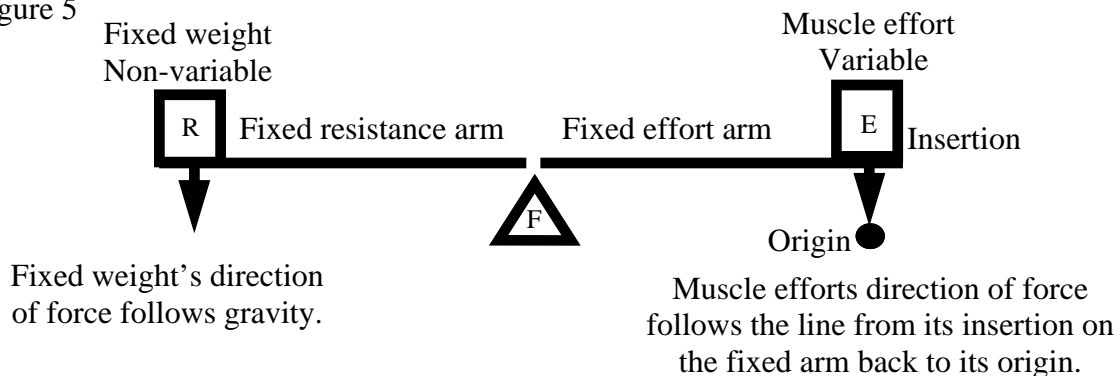 gure 5
Fixed weight
Non-variable
Muscle effort
Variable
R
Fixed resistance arm
Fixed effort arm
E
Insertion
F
Origin
Fixed weight's direction
of force follows gravity.
Muscle efforts direction of force
follows the line from its insertion on
the fixed arm back to its origin.